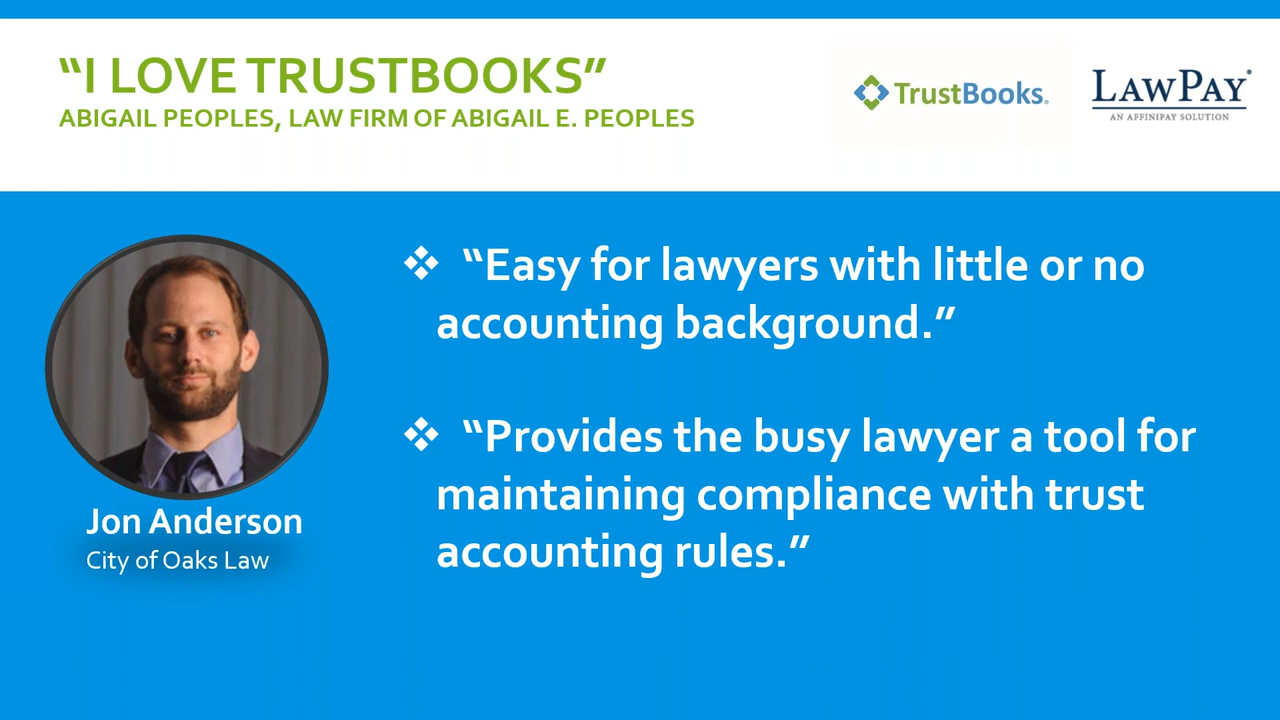 “I LOVE TRUSTBOOKS”
ABIGAIL PEOPLES, LAW FIRM OF ABIGAIL E. PEOPLES
TrustBooks®
LAWPAY®
AN AFFINIPAY SOLUTION
❖ “Easy for lawyers with little or no
accounting background.”
❖ “Provides the busy lawyer a tool for
maintaining compliance with trust
accounting rules.”
Jon Anderson
City of Oaks Law